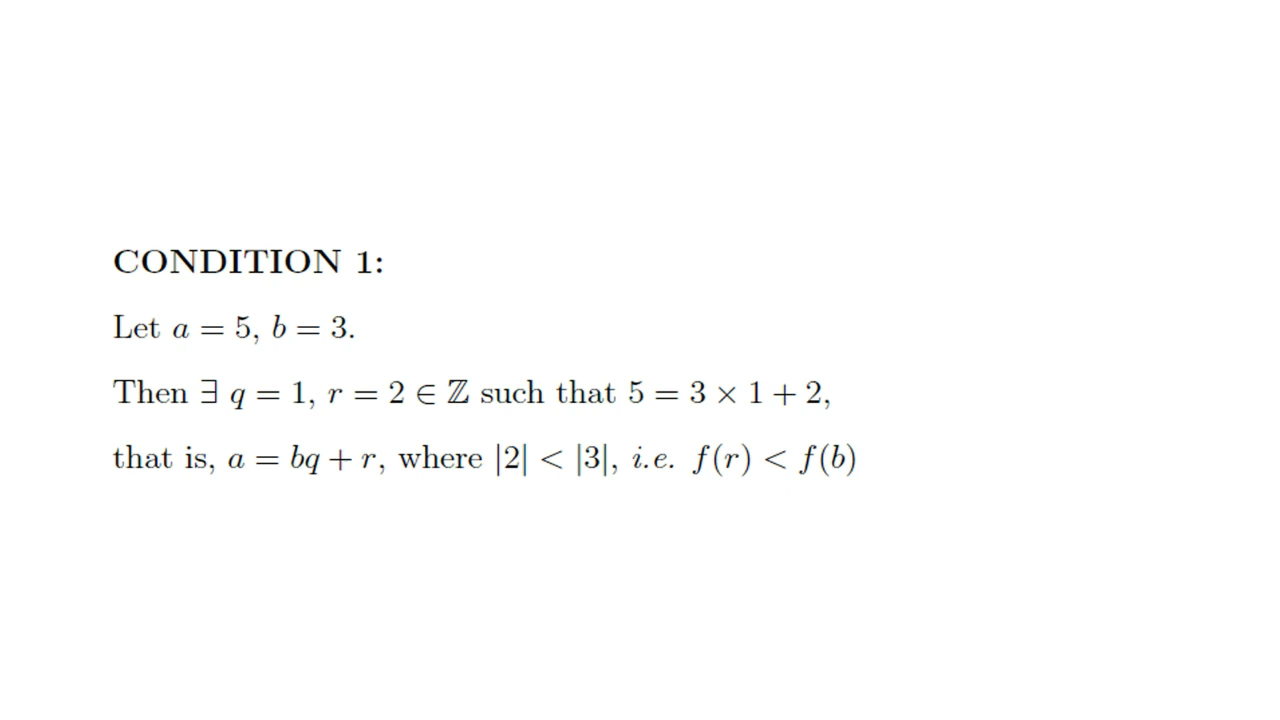 CONDITION 1:
Let a = 5, b = 3.
Then ∃ q = 1, r = 2 ∈ ℤ such that 5 = 3 × 1 + 2,
that is, a = bq + r, where |2| < |3|, i.e. f(r) < f(b)